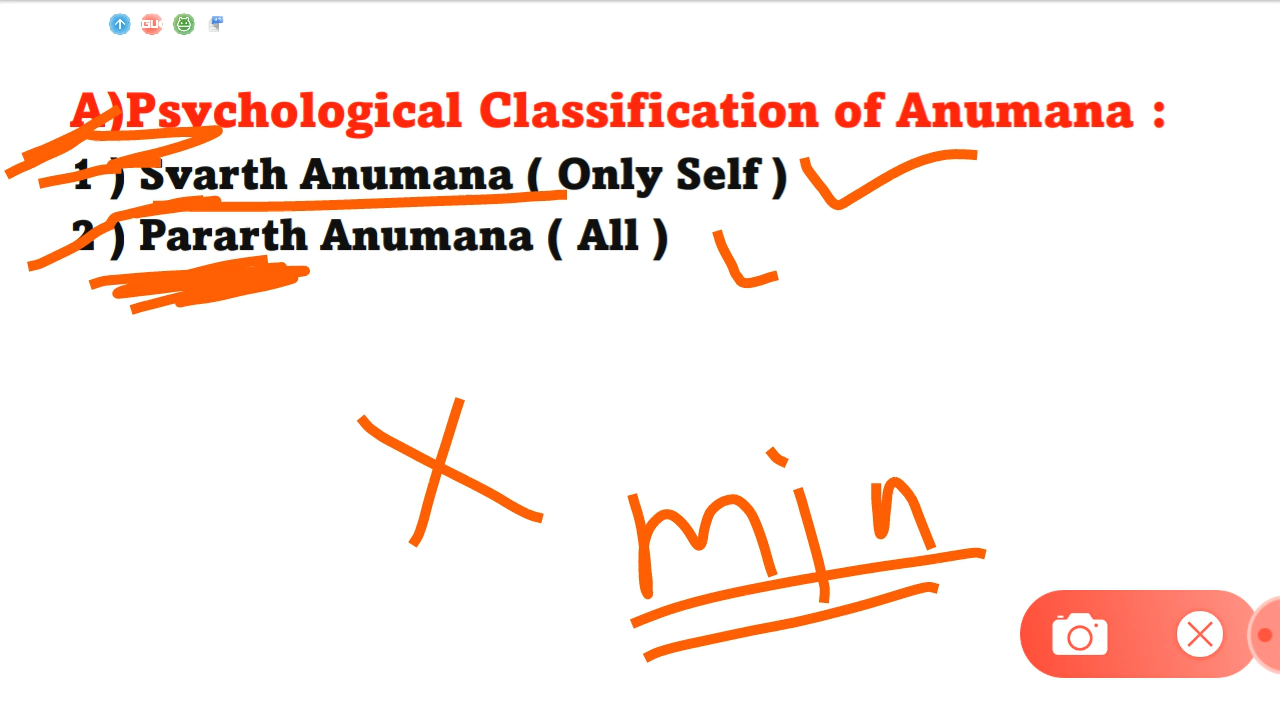 A)Psychological Classification of Anumana :
1 ) Svarth Anumana ( Only Self )
2 ) Pararth Anumana ( All )
X
min